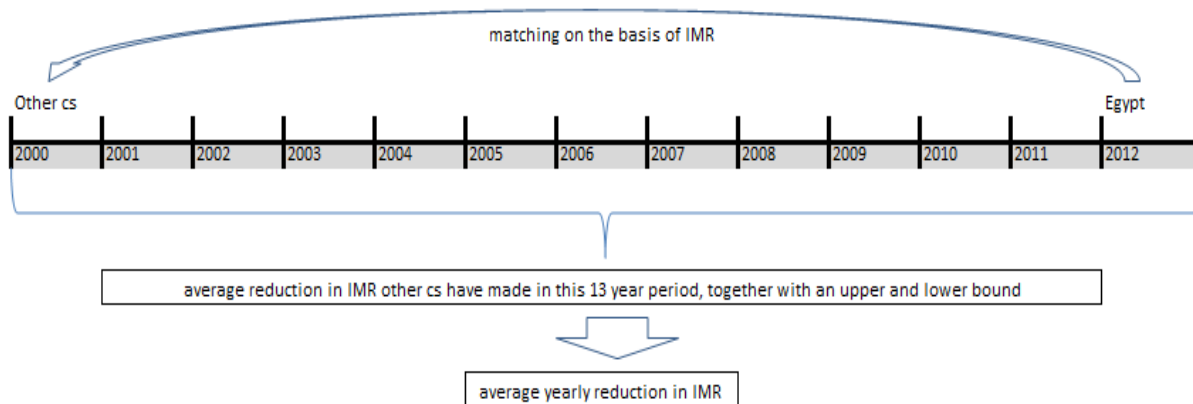 matching on the basis of IMR
Other cs
Egypt
2000 2001 2002 2003 2004 2005 2006 2007 2008 2009 2010 2011 2012
average reduction in IMR other cs have made in this 13 year period, together with an upper and lower bound
average yearly reduction in IMR